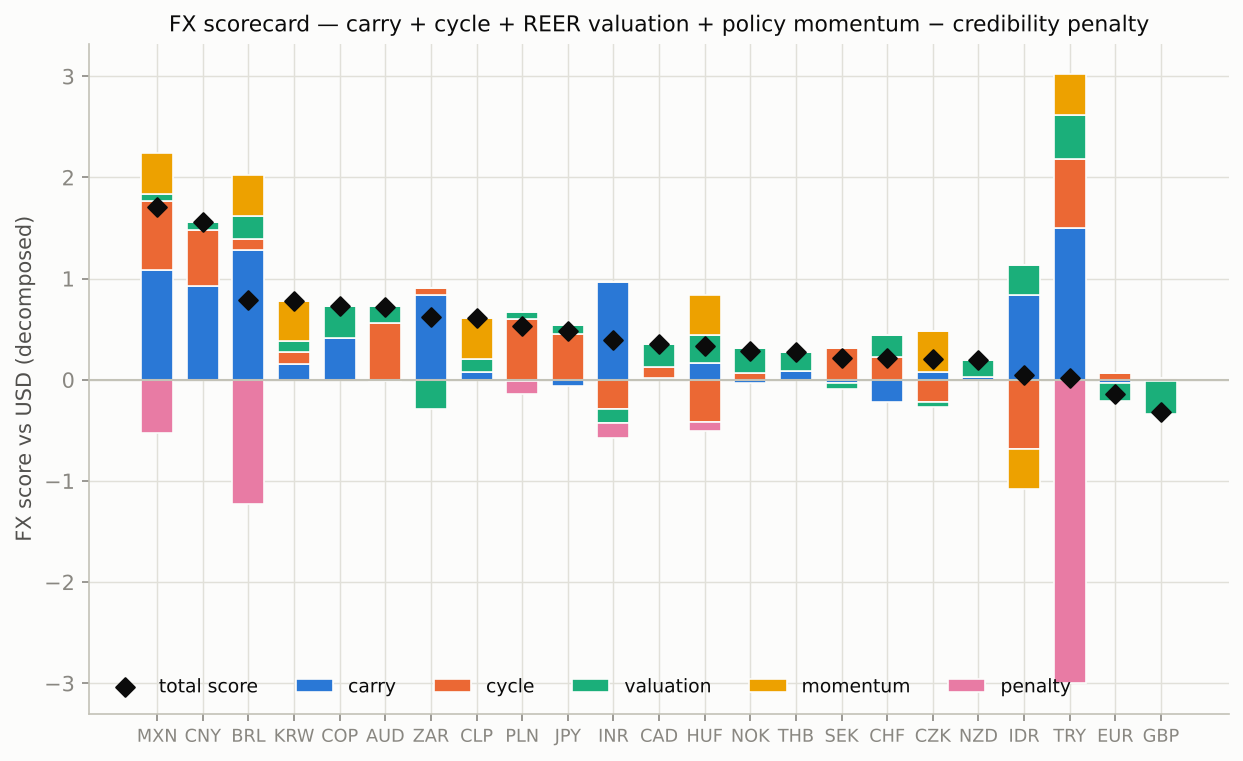 FX scorecard — carry + cycle + REER valuation + policy momentum − credibility penalty
FX score vs USD (decomposed)
3
2
1
0
−1
−2
−3
total score carry cycle valuation momentum penalty
MXN CNY BRL KRW COP AUD ZAR CLP PLN JPY INR CAD HUF NOK THB SEK CHF CZK NZD IDR TRY EUR GBP